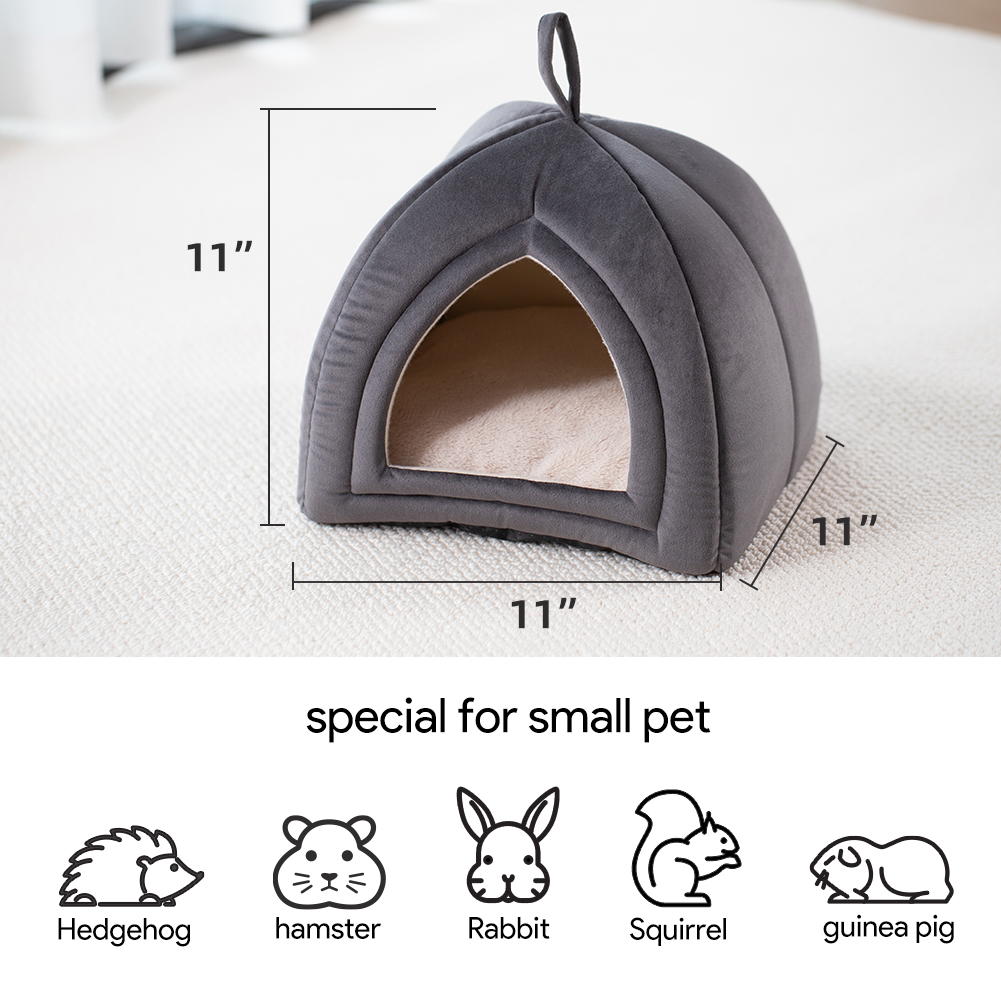 11”
11”
11”
special for small pet
Hedgehog
hamster
Rabbit
Squirrel
guinea pig